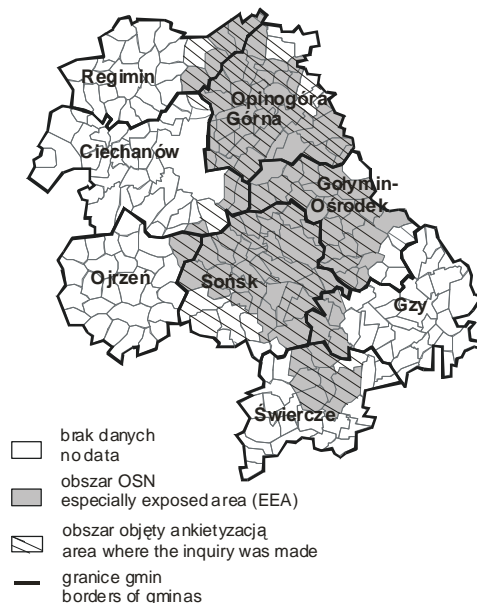 Regimin
Opinogóra
Górna
Ciechanów
Gołymin-
Ośrodek
Ojrzeń
Sońsk
Gzy
Świercze
brak danych
no data
obszar OSN
especially exposed area (EEA)
obszar objęty ankietyzacją
area where the inquiry was made
granice gmin
borders of gminas